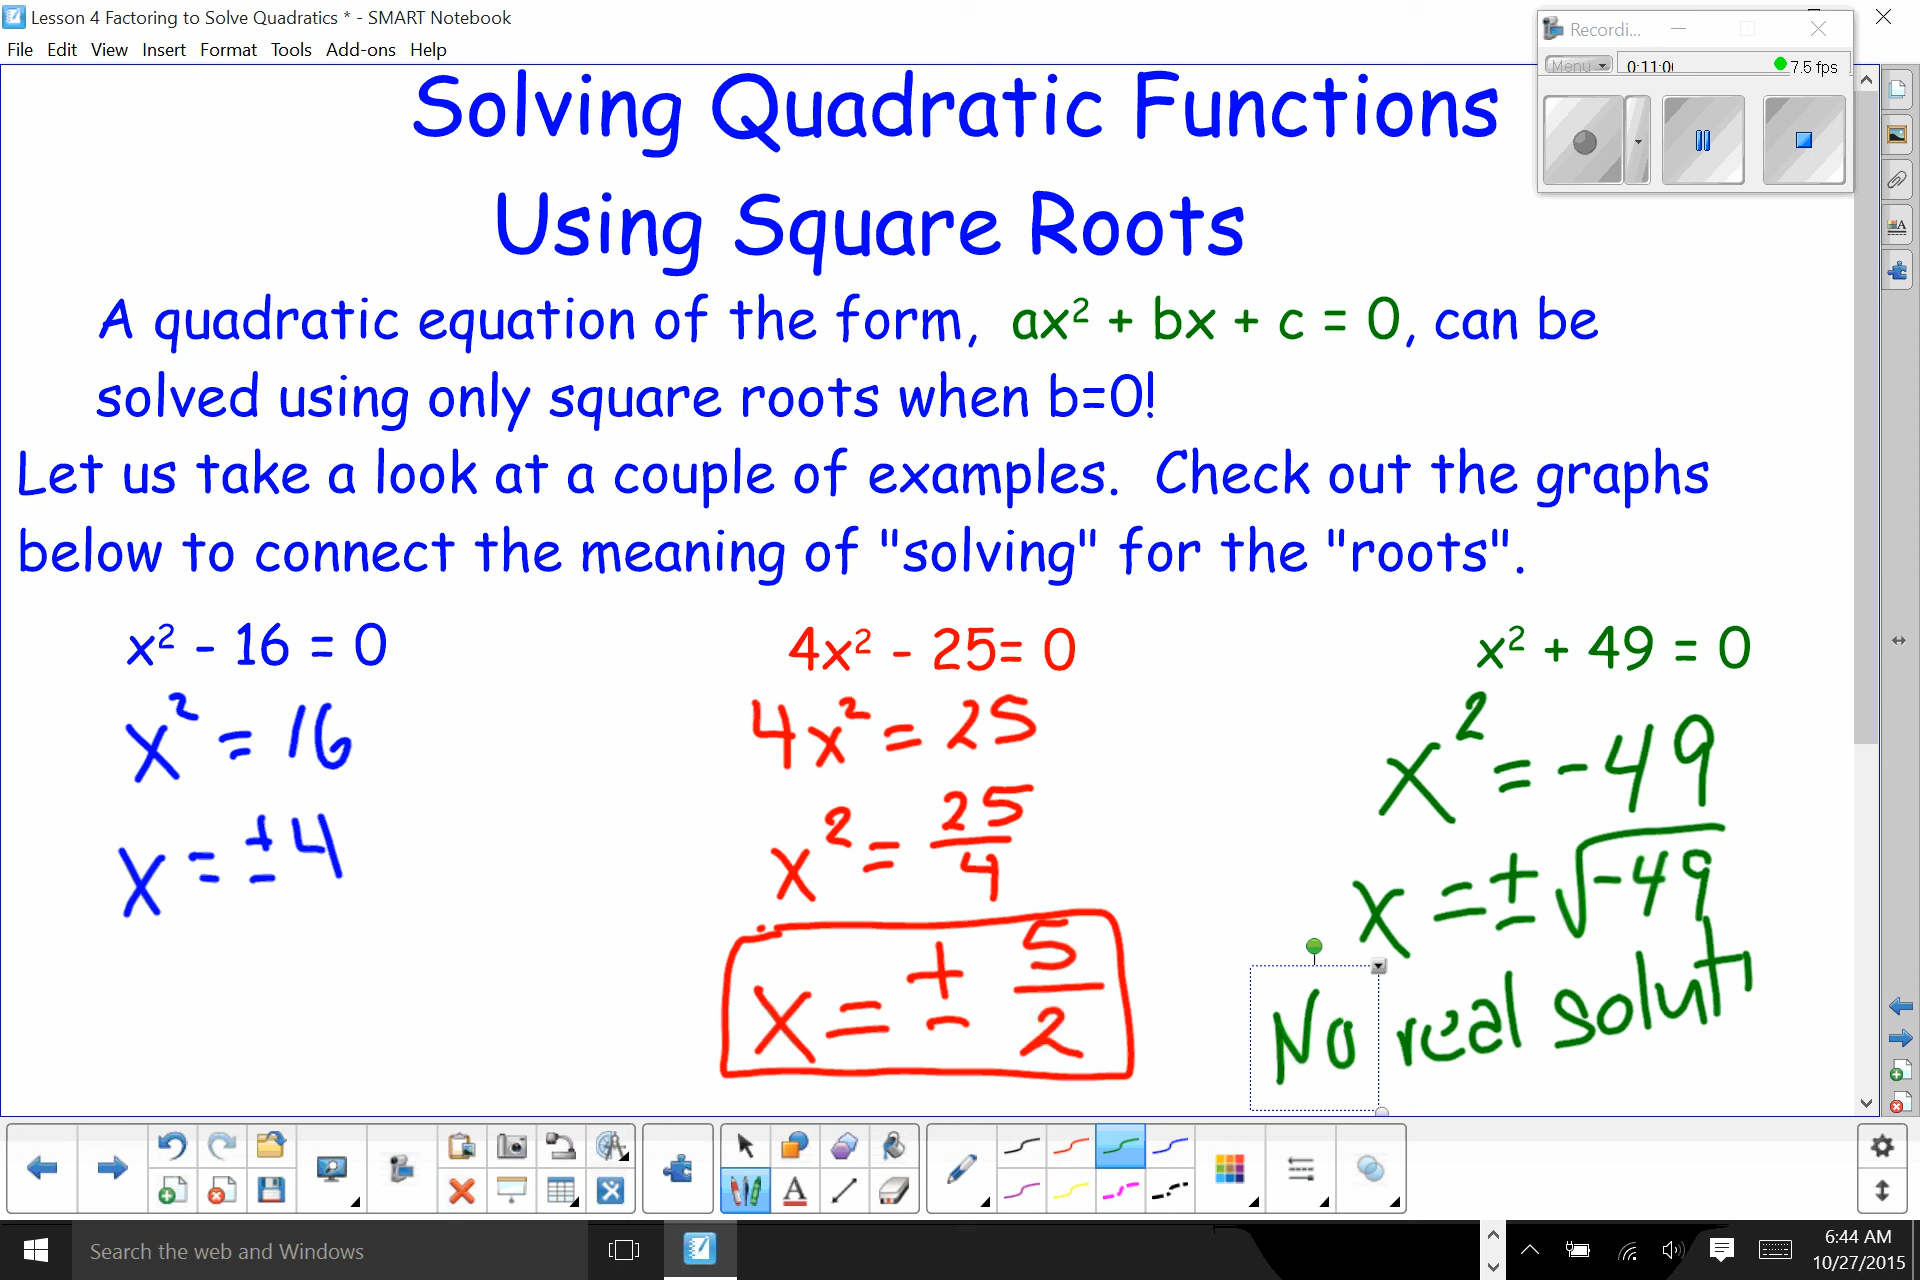 Lesson 4 Factoring to Solve Quadratics * - SMART Notebook
File Edit View Insert Format Tools Add-ons Help
Recordi...
Menu 0:11:0 7.5 fps
Solving Quadratic Functions
Using Square Roots
A quadratic equation of the form, ax² + bx + c = 0, can be
solved using only square roots when b=0!
Let us take a look at a couple of examples. Check out the graphs
below to connect the meaning of "solving" for the "roots".
x² - 16 = 0
x² = 16
x = ± 4
4x² - 25= 0
4x² = 25
x² = 25/4
x = ± 5/2
x² + 49 = 0
x² = -49
x = ± √-49
No real soluti
Search the web and Windows
6:44 AM
10/27/2015